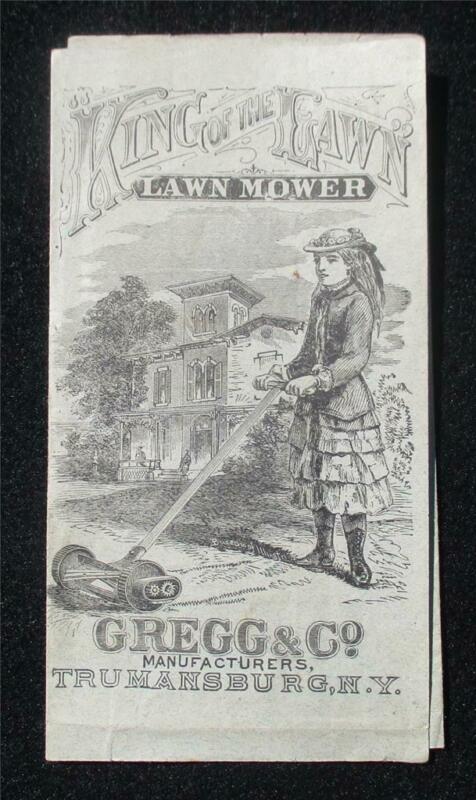 KING OF THE LAWN
LAWN MOWER
GREGG & CO
MANUFACTURERS,
TRUMANSBURG, N.Y.